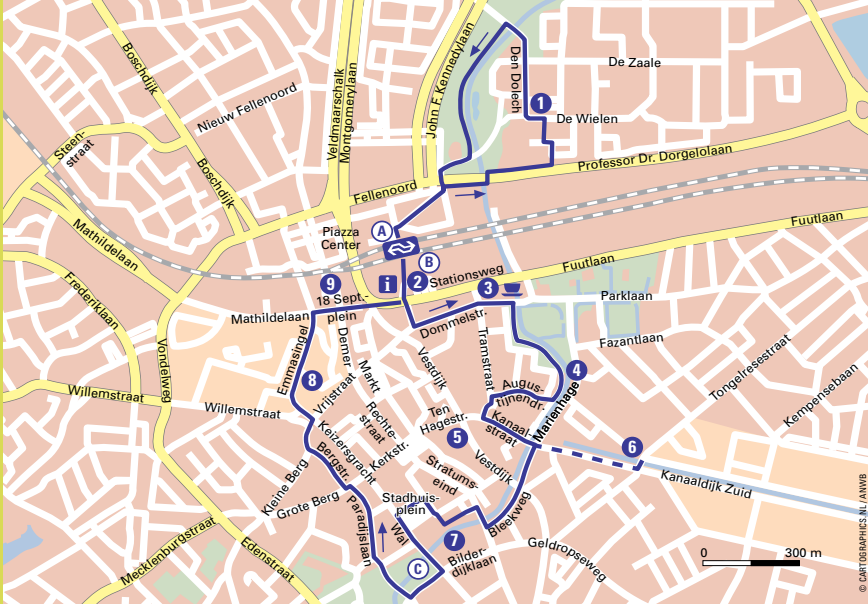 Boschdijk
Nieuw Fellenoord
Veldmaarschalk
Montgomerylaan
John F. Kennedylaan
Den Dolech
De Zaale
1
De Wielen
Steen-
straat
Boschdijk
Fellenoord
Professor Dr. Dorgelolaan
Mathildelaan
Piazza
Center
A
B
Fuutlaan
Frederiklaan
9
i
2
Stationsweg
3
Fuutlaan
18 Sept.-
plein
Mathildelaan
Dommelstr.
Parklaan
Vondelweg
Emmasingel
Demer
Markt
Vestdijk
Tramstraat
Fazantlaan
Tongelresestraat
Kempensebaan
8
4
Willemstraat
Willemstraat
Vrijstraat
Rechte-
straat
Augus-
tijnendr.
Marienhage
Ten
Hagestr.
Kanaal-
straat
5
6
Keizersgracht
Kerkstr.
Bergstr.
Kleine Berg
Grote Berg
Stratums-
eind
Vestdijk
Kanaaldijk Zuid
Stadhuis-
plein
Paradijslaan
Wal
Bleekweg
7
Bilder-
dijklaan
C
Geldropseweg
Mecklenburgstraat
Edenstraat
0 300 m
© CARTOGRAPHICS.NL / ANWB